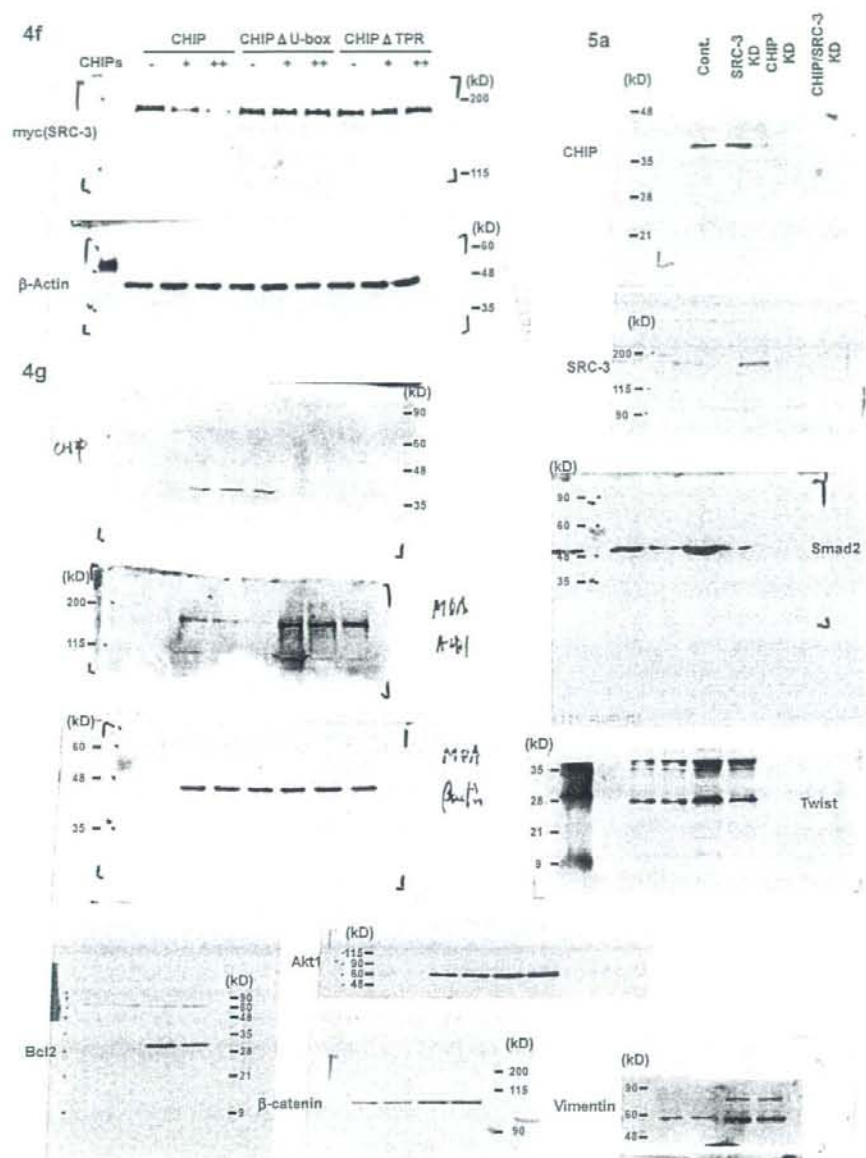 4f
CHIP CHIP Δ U-box CHIP Δ TPR
CHIPs - + ++ - + ++ - + ++
(kD)
200
myc(SRC-3)
115
(kD)
60
48
β-Actin
35
4g
(kD)
90
CHIP
60
48
35
(kD)
200
115
MDA
(kD)
60
48
35
MDA
βactin
5a
Cont.
SRC-3 KD
CHIP KD
CHIP/SRC-3 KD
(kD)
48
CHIP
35
28
21
(kD)
200
SRC-3
115
90
(kD)
90
60
Smad2
48
35
(kD)
35
28
Twist
21
9
(kD)
90
60
48
35
Bcl2
28
21
9
(kD)
Akt1
115
90
60
48
(kD)
200
115
β-catenin
90
(kD)
90
Vimentin
60
48